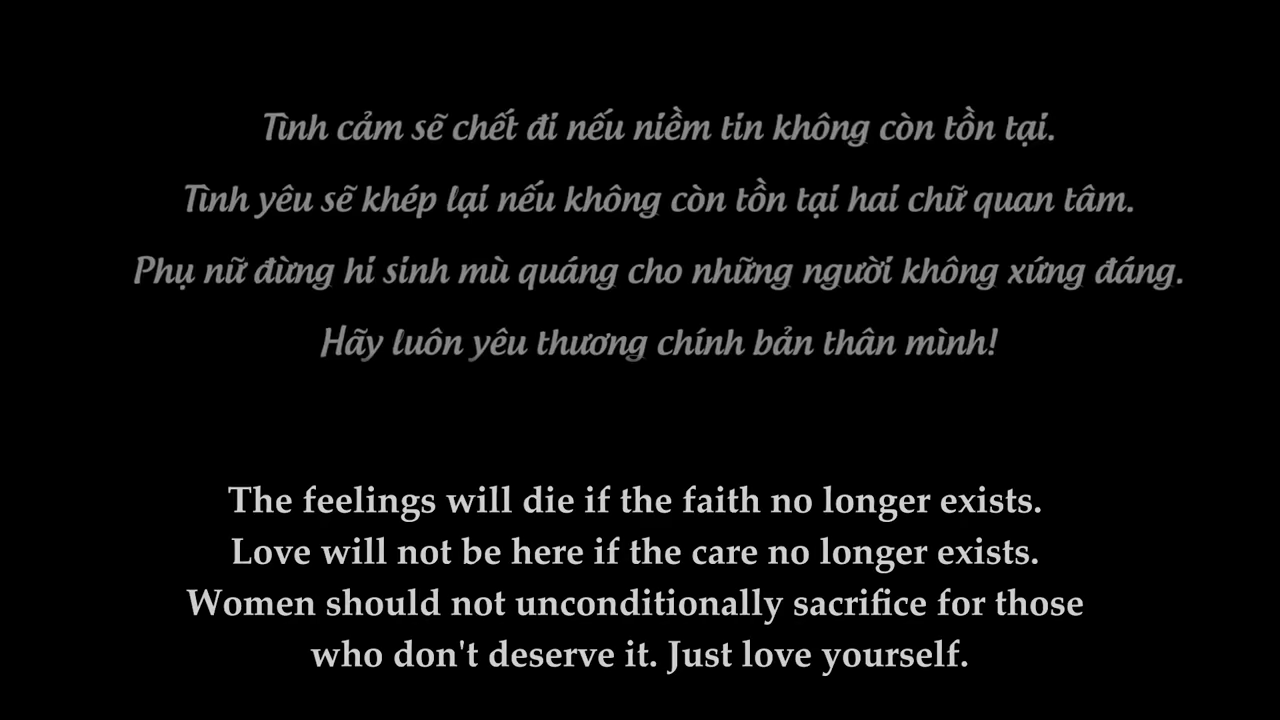 Tình cảm sẽ chết đi nếu niềm tin không còn tồn tại.
Tình yêu sẽ khép lại nếu không còn tồn tại hai chữ quan tâm.
Phụ nữ đừng hi sinh mù quáng cho những người không xứng đáng.
Hãy luôn yêu thương chính bản thân mình!
The feelings will die if the faith no longer exists.
Love will not be here if the care no longer exists.
Women should not unconditionally sacrifice for those
who don't deserve it. Just love yourself.